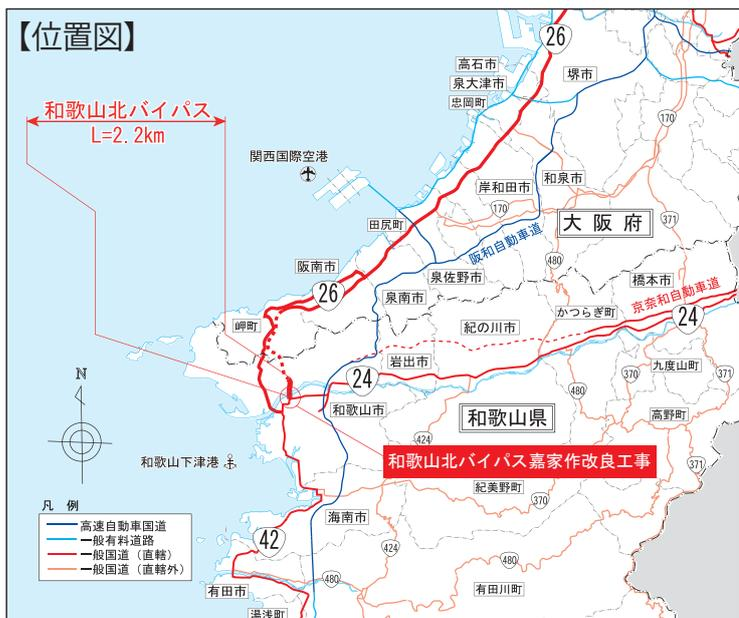 【位置図】
和歌山北バイパス
L=2.2km
26
高石市
泉大津市
忠岡町
堺市
関西国際空港
170
和泉市
岸和田市
170
大阪府
田尻町
阪和自動車道
371
480
阪南市
泉佐野市
橋本市
26
泉南市
京奈和自動車道
かつらぎ町
岬町
紀の川市
24
岩出市
24
九度山町
370
371
480
和歌山市
和歌山県
高野町
424
N
和歌山下津港
和歌山北バイパス嘉家作改良工事
371
紀美野町
370
凡 例
高速自動車国道
一般有料道路
一般国道（直轄）
一般国道（直轄外）
海南市
42
424
480
480
有田市
有田川町
湯浅町